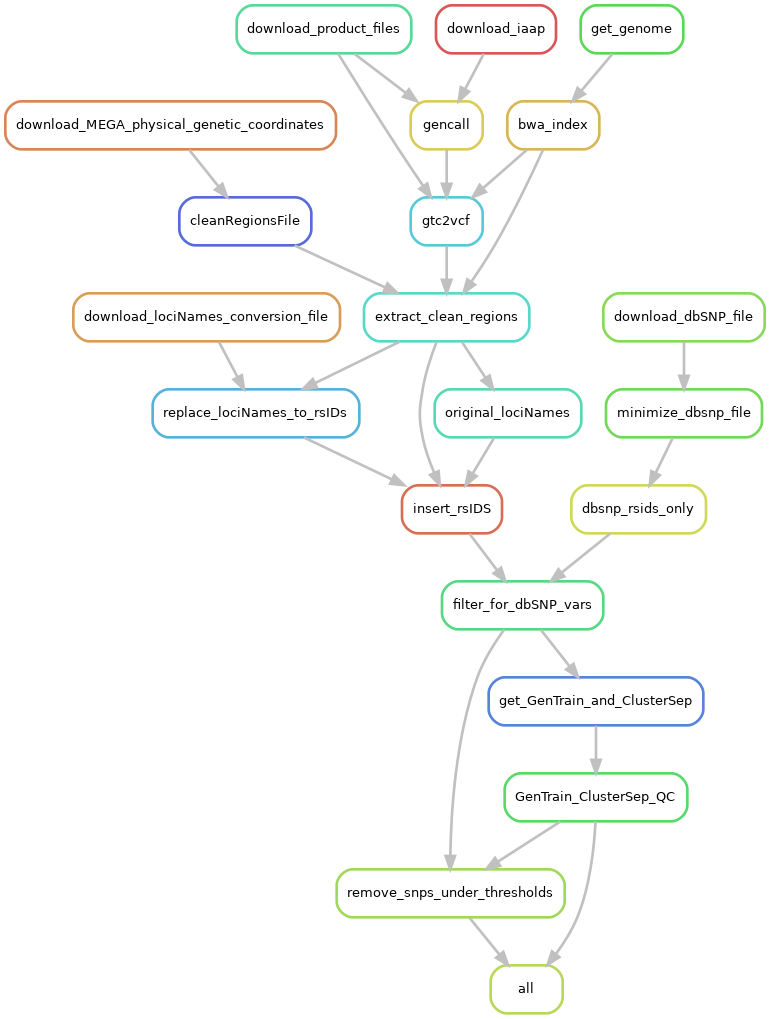 download_product_files
download_iaap
get_genome
download_MEGA_physical_genetic_coordinates
gencall
bwa_index
cleanRegionsFile
gtc2vcf
download_lociNames_conversion_file
extract_clean_regions
download_dbSNP_file
replace_lociNames_to_rsIDs
original_lociNames
minimize_dbsnp_file
insert_rsIDS
dbsnp_rsids_only
filter_for_dbSNP_vars
get_GenTrain_and_ClusterSep
GenTrain_ClusterSep_QC
remove_snps_under_thresholds
all